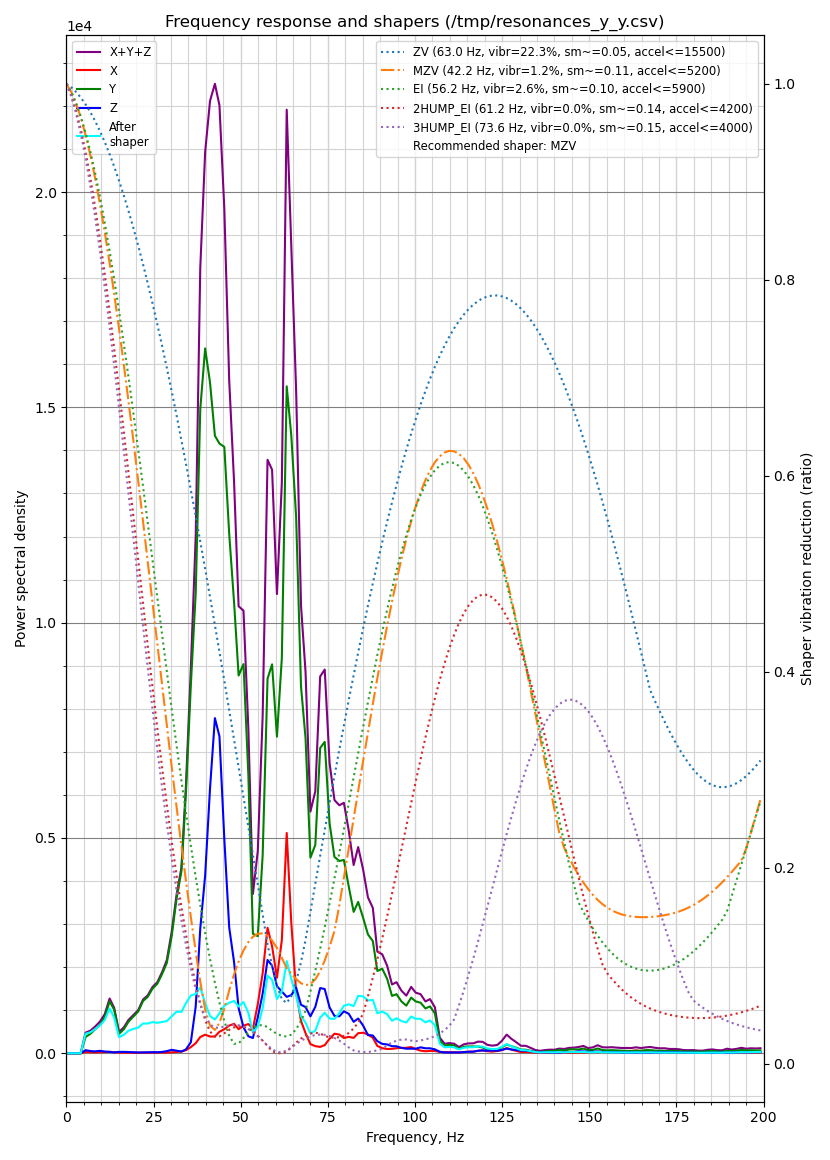 Frequency response and shapers (/tmp/resonances_y_y.csv)
1e4
X+Y+Z
X
Y
Z
After
shaper
ZV (63.0 Hz, vibr=22.3%, sm~=0.05, accel<=15500)
MZV (42.2 Hz, vibr=1.2%, sm~=0.11, accel<=5200)
EI (56.2 Hz, vibr=2.6%, sm~=0.10, accel<=5900)
2HUMP_EI (61.2 Hz, vibr=0.0%, sm~=0.14, accel<=4200)
3HUMP_EI (73.6 Hz, vibr=0.0%, sm~=0.15, accel<=4000)
Recommended shaper: MZV
Power spectral density
2.0
1.5
1.0
0.5
0.0
1.0
0.8
0.6
0.4
0.2
0.0
Shaper vibration reduction (ratio)
0 25 50 75 100 125 150 175 200
Frequency, Hz